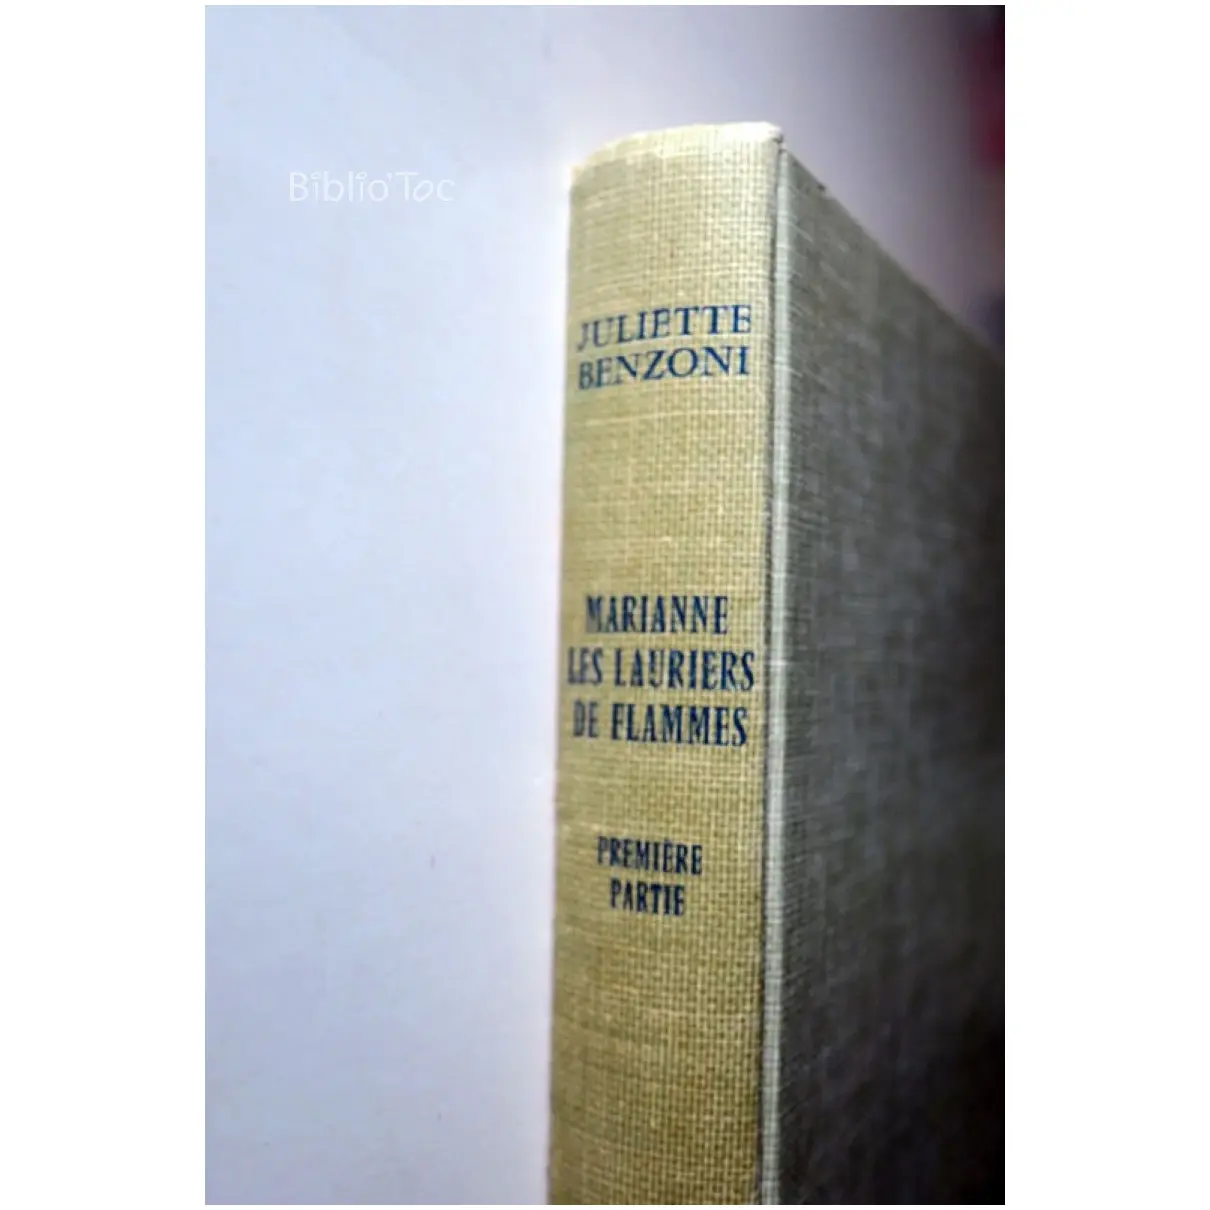 Biblio'Toc
JULIETTE
BENZONI
MARIANNE
LES LAURIERS
DE FLAMMES
PREMIÈRE
PARTIE